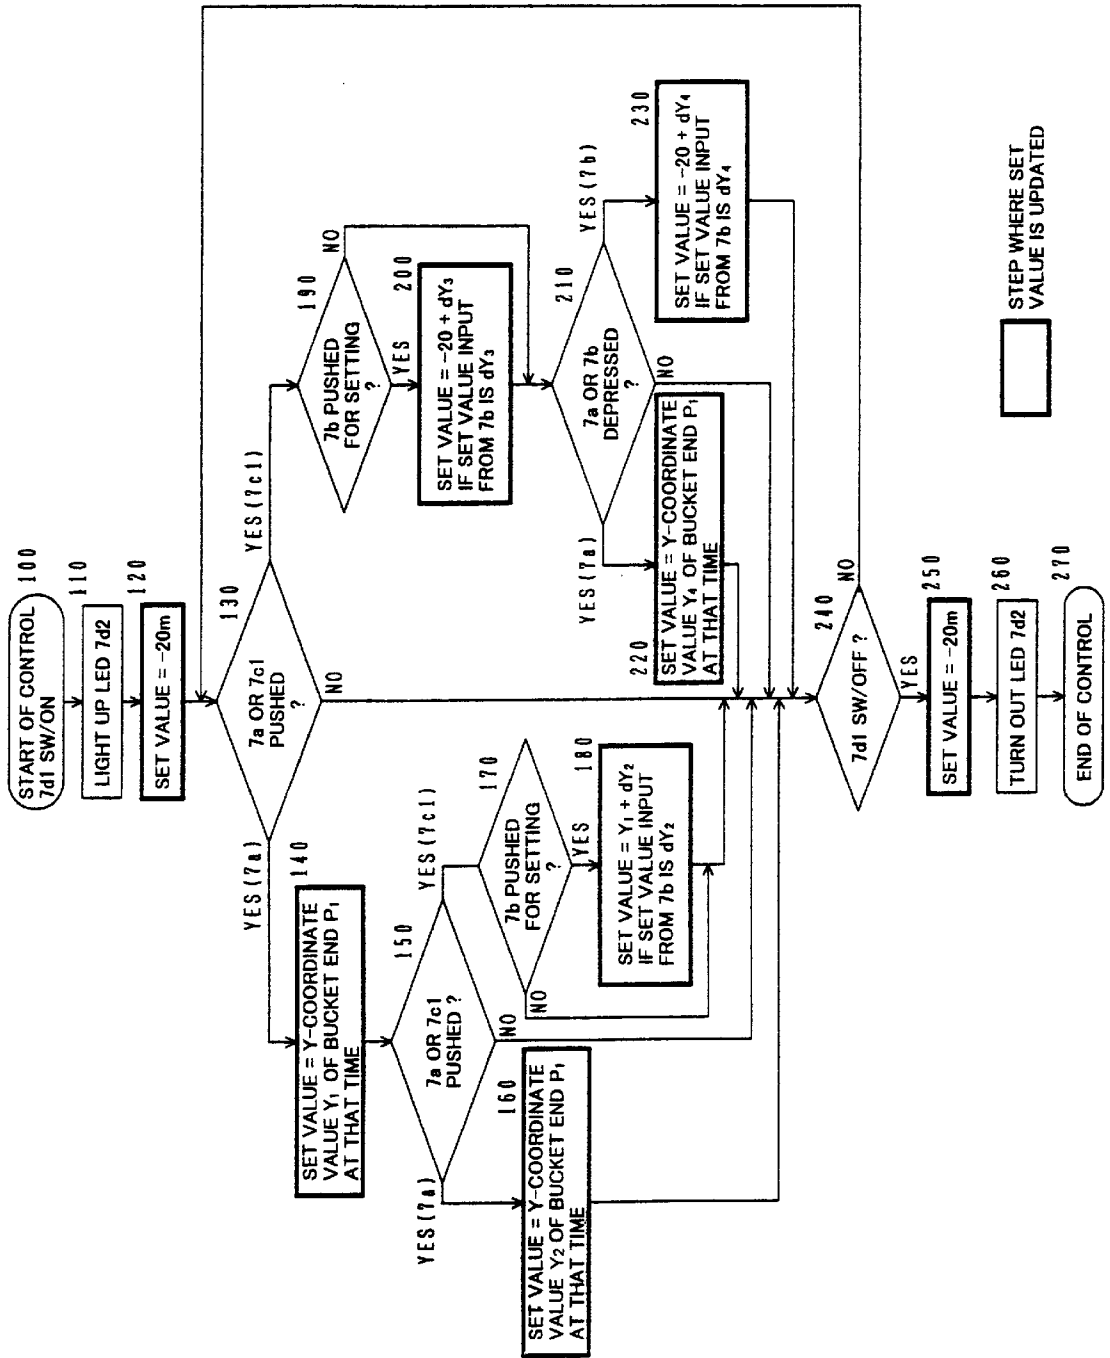 START OF CONTROL
7d1 SW/ON
100
LIGHT UP LED 7d2
110
SET VALUE = -20m
120
7a OR 7c1
PUSHED
?
130
YES(7a)
YES(7c1)
NO
SET VALUE = Y-COORDINATE
VALUE Y1 OF BUCKET END P1
AT THAT TIME
140
7a OR 7c1
PUSHED ?
150
YES(7a)
YES(7c1)
NO
SET VALUE = Y-COORDINATE
VALUE Y2 OF BUCKET END P1
AT THAT TIME
160
7b PUSHED
FOR SETTING
?
170
YES
NO
SET VALUE = Y1 + dY2
IF SET VALUE INPUT
FROM 7b IS dY2
180
7b PUSHED
FOR SETTING
?
190
NO
YES
SET VALUE = -20 + dY3
IF SET VALUE INPUT
FROM 7b IS dY3
200
7a OR 7b
DEPRESSED
?
210
YES(7a)
YES(7b)
NO
SET VALUE = Y-COORDINATE
VALUE Y4 OF BUCKET END P1
AT THAT TIME
220
SET VALUE = -20 + dY4
IF SET VALUE INPUT
FROM 7b IS dY4
230
7d1 SW/OFF ?
240
NO
YES
SET VALUE = -20m
250
TURN OUT LED 7d2
260
END OF CONTROL
270
STEP WHERE SET
VALUE IS UPDATED